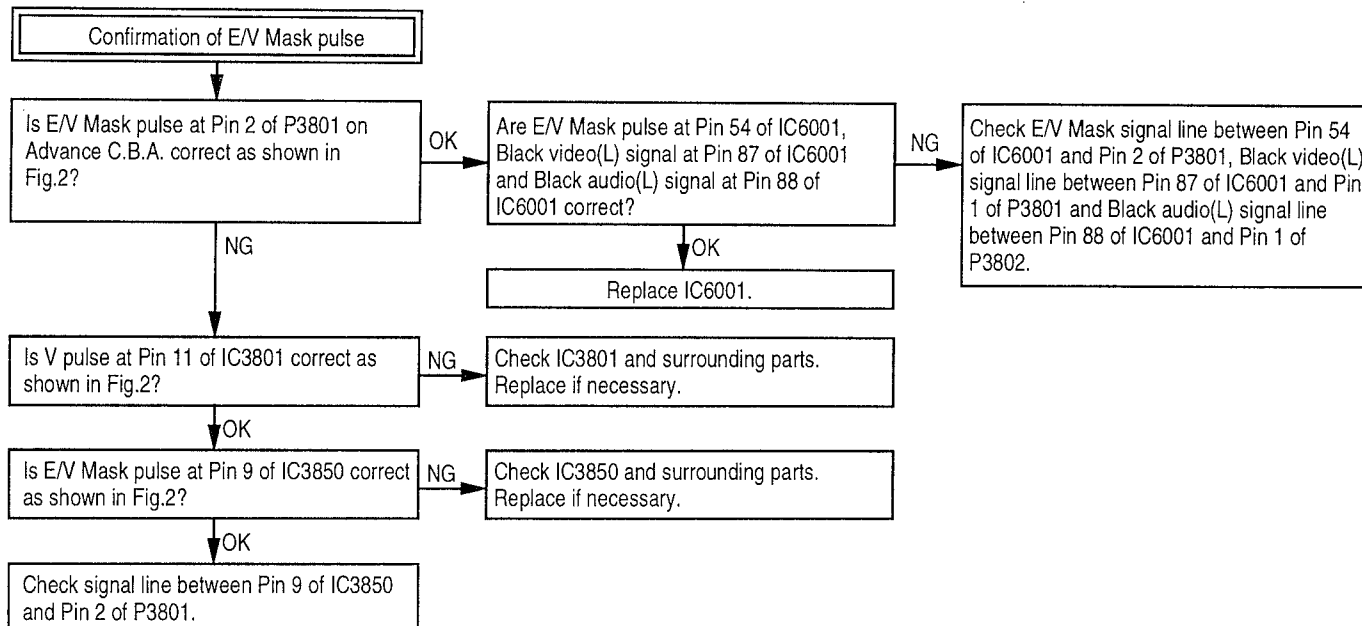 Confirmation of E/V Mask pulse
Is E/V Mask pulse at Pin 2 of P3801 on
Advance C.B.A. correct as shown in
Fig.2?
OK
Are E/V Mask pulse at Pin 54 of IC6001,
Black video(L) signal at Pin 87 of IC6001
and Black audio(L) signal at Pin 88 of
IC6001 correct?
NG
Check E/V Mask signal line between Pin 54
of IC6001 and Pin 2 of P3801, Black video(L)
signal line between Pin 87 of IC6001 and Pin
1 of P3801 and Black audio(L) signal line
between Pin 88 of IC6001 and Pin 1 of
P3802.
NG
OK
Replace IC6001.
Is V pulse at Pin 11 of IC3801 correct as
shown in Fig.2?
NG
Check IC3801 and surrounding parts.
Replace if necessary.
OK
Is E/V Mask pulse at Pin 9 of IC3850 correct
as shown in Fig.2?
NG
Check IC3850 and surrounding parts.
Replace if necessary.
OK
Check signal line between Pin 9 of IC3850
and Pin 2 of P3801.